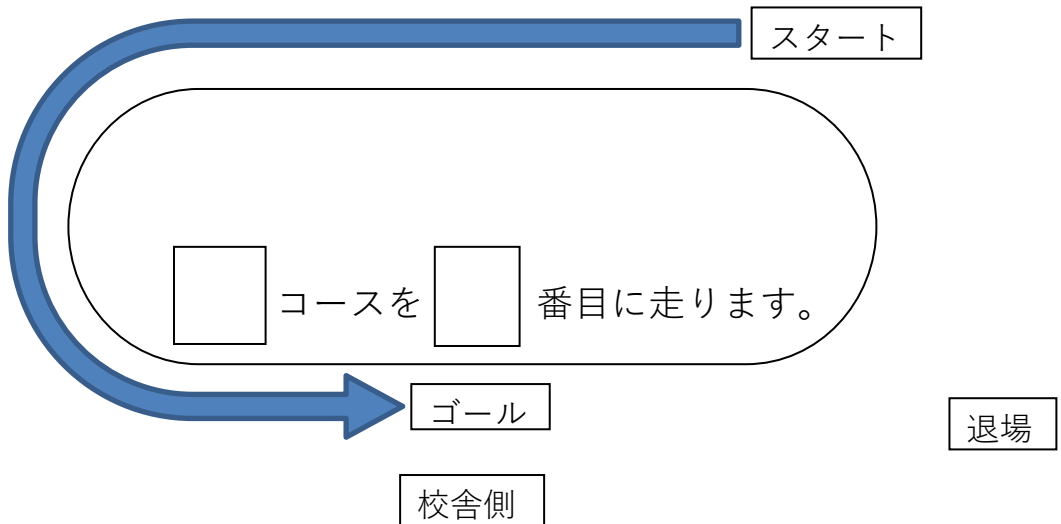 スタート
コースを 番目に走ります。
ゴール
退場
校舎側